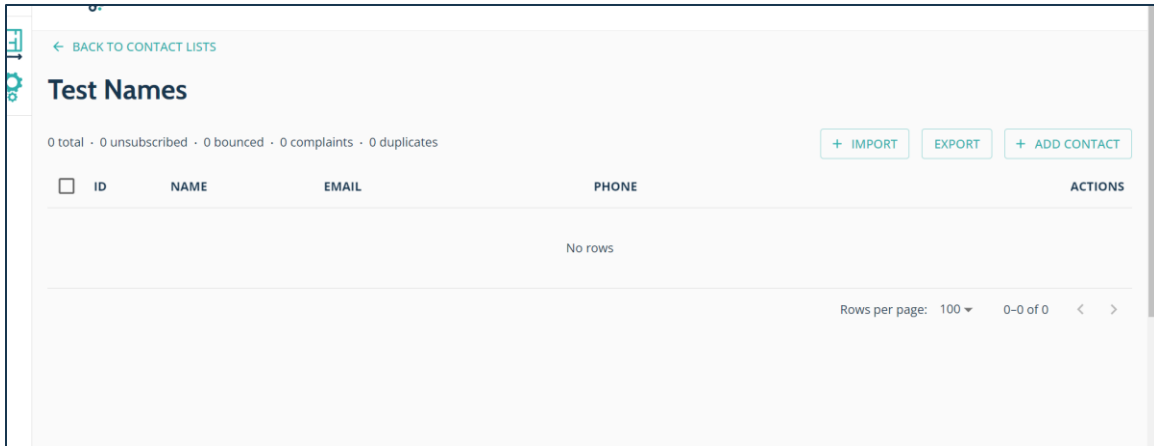 ← BACK TO CONTACT LISTS
Test Names
0 total · 0 unsubscribed · 0 bounced · 0 complaints · 0 duplicates
+ IMPORT EXPORT + ADD CONTACT
ID NAME EMAIL PHONE ACTIONS
No rows
Rows per page: 100 0–0 of 0 < >